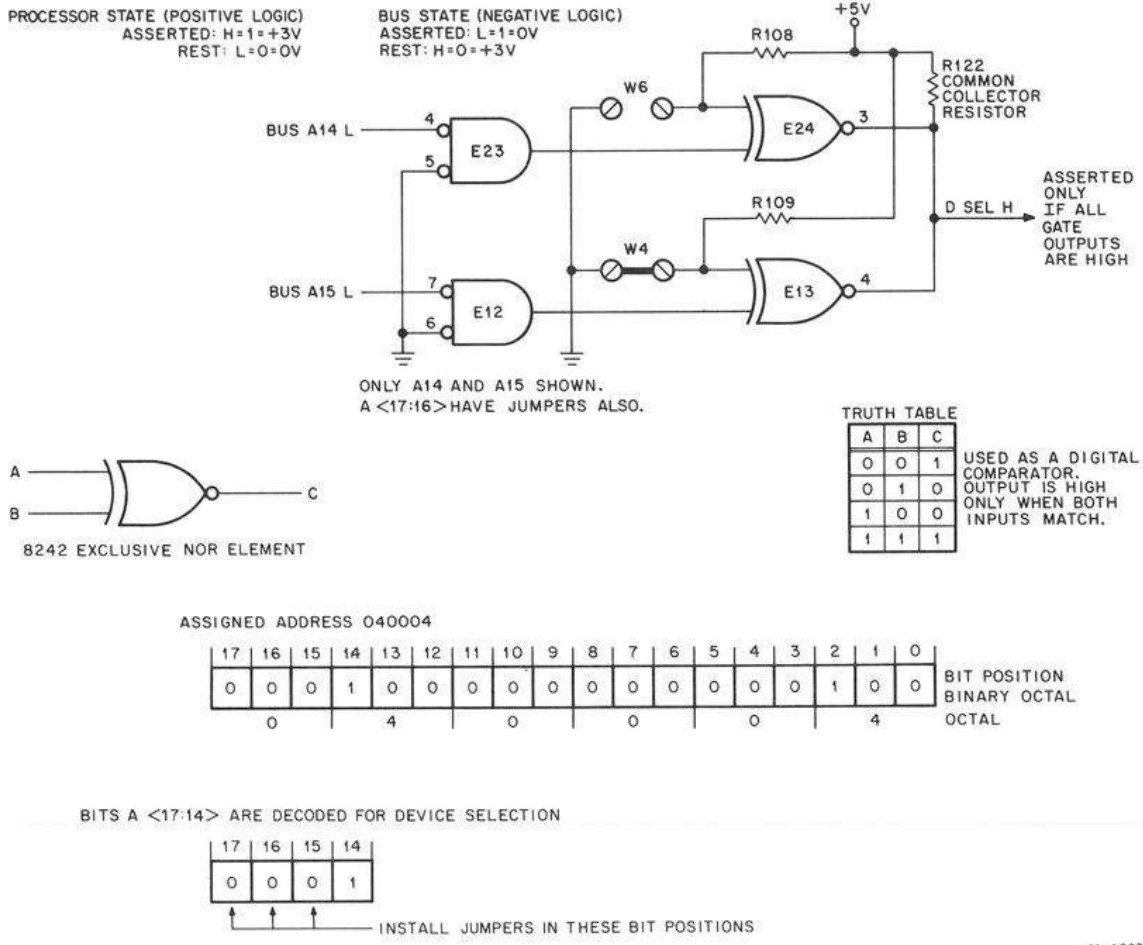 PROCESSOR STATE (POSITIVE LOGIC)
ASSERTED: H=1=+3V
REST: L=0=0V
BUS STATE (NEGATIVE LOGIC)
ASSERTED: L=1=0V
REST: H=0=+3V
+5V
R108
R122
COMMON
COLLECTOR
RESISTOR
W6
BUS A14 L
4
5
E23
E24
3
R109
D SEL H
ASSERTED
ONLY
IF ALL
GATE
OUTPUTS
ARE HIGH
W4
BUS A15 L
7
6
E12
E13
4
ONLY A14 AND A15 SHOWN.
A <17:16> HAVE JUMPERS ALSO.
TRUTH TABLE
A B C
0 0 1
0 1 0
1 0 0
1 1 1
USED AS A DIGITAL
COMPARATOR.
OUTPUT IS HIGH
ONLY WHEN BOTH
INPUTS MATCH.
A
B
C
8242 EXCLUSIVE NOR ELEMENT
ASSIGNED ADDRESS 040004
17 16 15 14 13 12 11 10 9 8 7 6 5 4 3 2 1 0
BIT POSITION
0 0 0 1 0 0 0 0 0 0 0 0 0 0 0 1 0 0
BINARY OCTAL
0 4 0 0 0 4
OCTAL
BITS A <17:14> ARE DECODED FOR DEVICE SELECTION
17 16 15 14
0 0 0 1
INSTALL JUMPERS IN THESE BIT POSITIONS